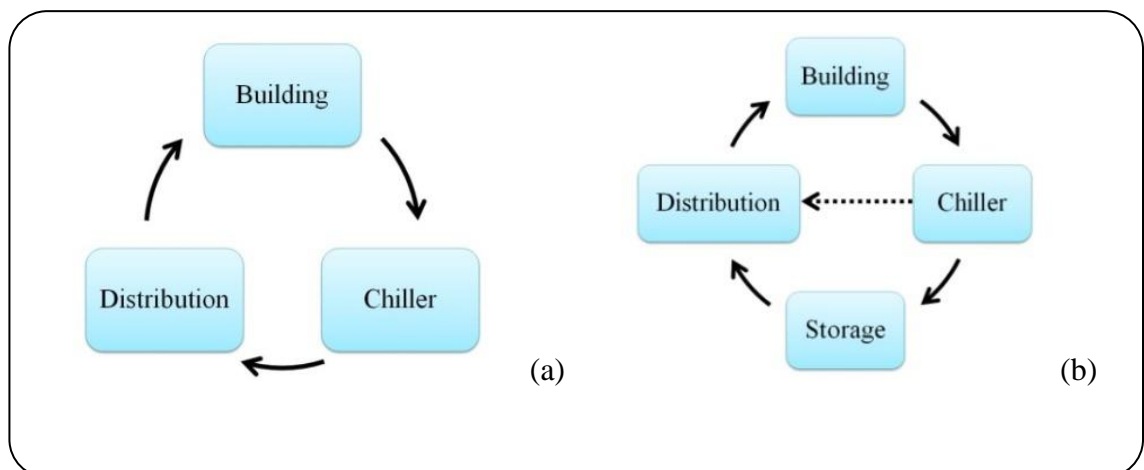 Building
Distribution
Chiller
(a)
Building
Distribution
Chiller
Storage
(b)